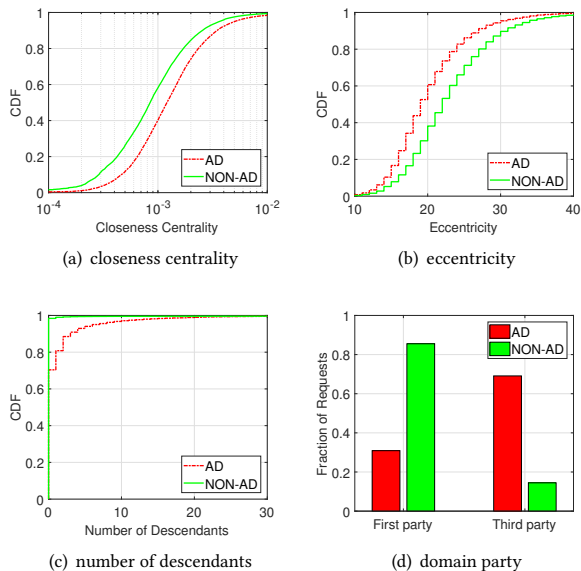 1
0.8
0.6
0.4
0.2
0
CDF
AD
NON-AD
10^-4
10^-3
10^-2
Closeness Centrality
(a) closeness centrality
1
0.8
0.6
0.4
0.2
0
CDF
AD
NON-AD
10 20 30 40
Eccentricity
(b) eccentricity
1
0.8
0.6
0.4
0.2
0
CDF
AD
NON-AD
0 10 20 30
Number of Descendants
(c) number of descendants
1
0.8
0.6
0.4
0.2
0
Fraction of Requests
AD
NON-AD
First party Third party
(d) domain party